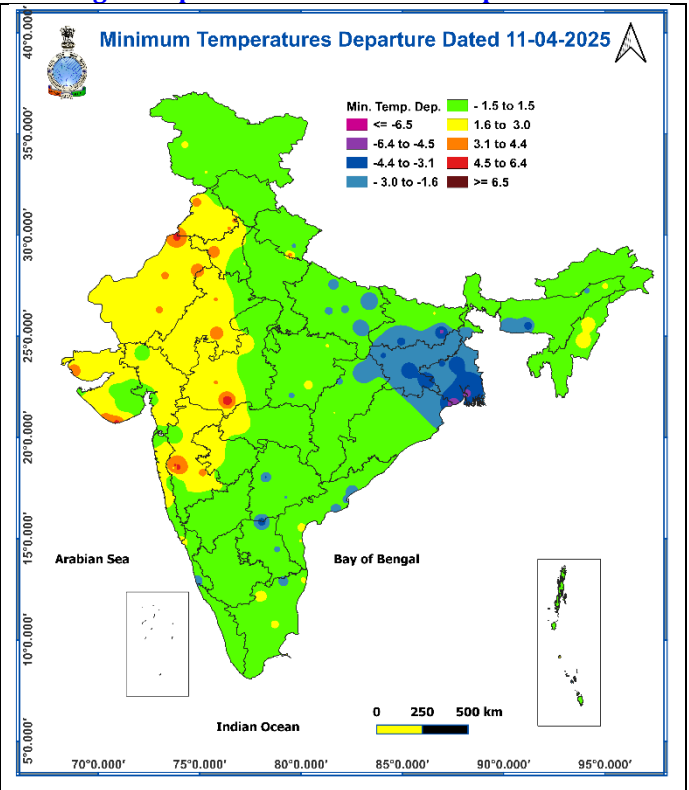 Minimum Temperatures Departure Dated 11-04-2025
Min. Temp. Dep.
<= -6.5
-6.4 to -4.5
-4.4 to -3.1
- 3.0 to -1.6
- 1.5 to 1.5
1.6 to 3.0
3.1 to 4.4
4.5 to 6.4
>= 6.5
40°0.000'
35°0.000'
30°0.000'
25°0.000'
20°0.000'
15°0.000'
10°0.000'
5°0.000'
Arabian Sea
Bay of Bengal
Indian Ocean
0 250 500 km
70°0.000' 75°0.000' 80°0.000' 85°0.000' 90°0.000' 95°0.000'